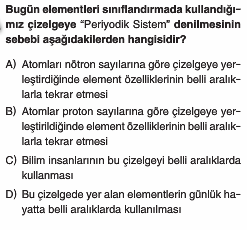 Bugün elementleri sınıflandırmada kullandığı-
mız çizelgeye "Periyodik Sistem" denilmesinin
sebebi aşağıdakilerden hangisidir?
A) Atomları nötron sayılarına göre çizelgeye yer-
leştirdiğinde element özelliklerinin belli aralık-
larla tekrar etmesi
B) Atomlar proton sayılarına göre çizelgeye yer-
leştirildiğinde element özelliklerinin belli aralık-
larla tekrar etmesi
C) Bilim insanlarının bu çizelgeyi belli aralıklarda
kullanması
D) Bu çizelgede yer alan elementlerin günlük ha-
yatta belli aralıklarda kullanılması